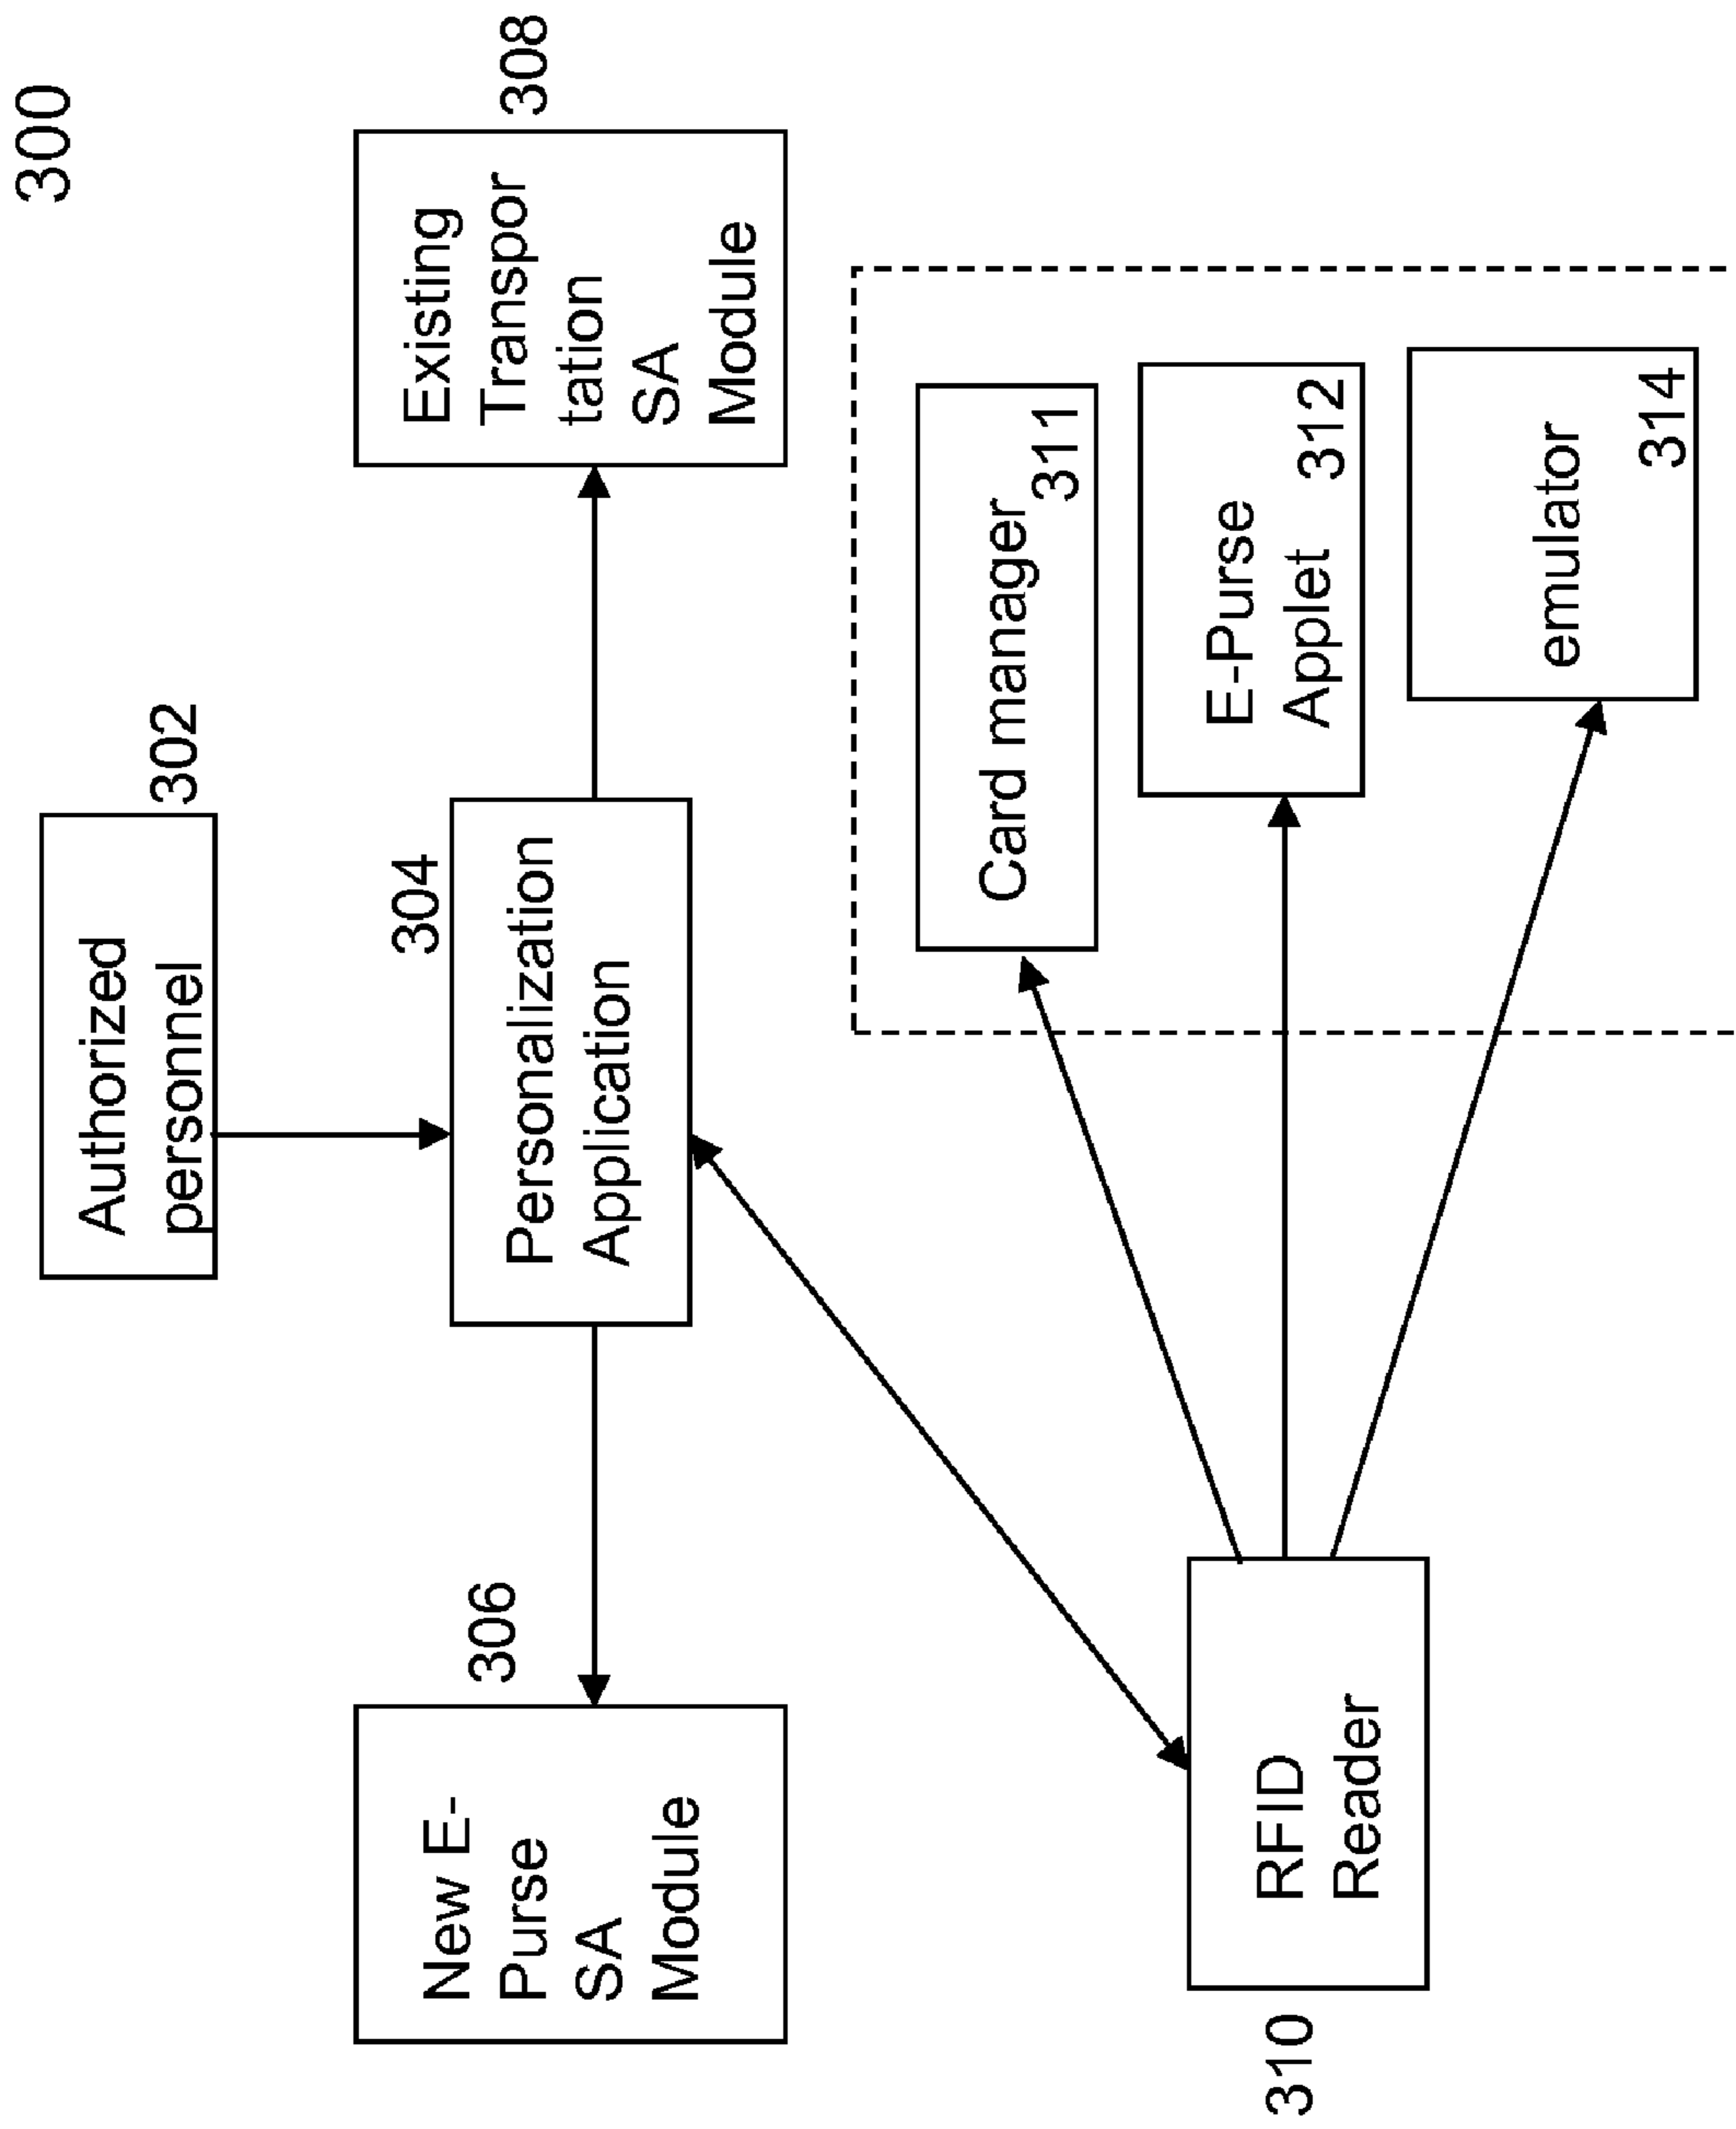 300
Authorized
personnel
302
304
Personalization
Application
306
New E-
Purse
SA
Module
308
Existing
Transpor
tation
SA
Module
310
RFID
Reader
Card manager
311
E-Purse
Applet 312
emulator
314